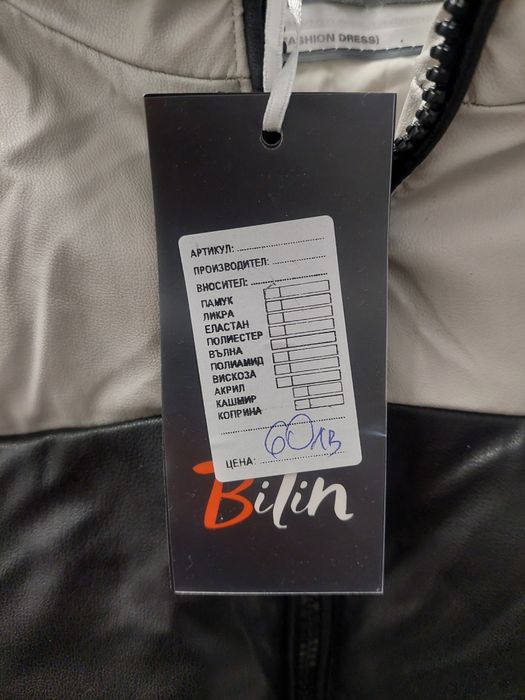 (FASHION DRESS)
АРТИКУЛ:
ПРОИЗВОДИТЕЛ:
ВНОСИТЕЛ:
ПАМУК
ЛИКРА
ЕЛАСТАН
ПОЛИЕСТЕР
ВЪЛНА
ПОЛИАМИД
ВИСКОЗА
АКРИЛ
КАШМИР
КОПРИНА
ЦЕНА: 60лв
Bilin